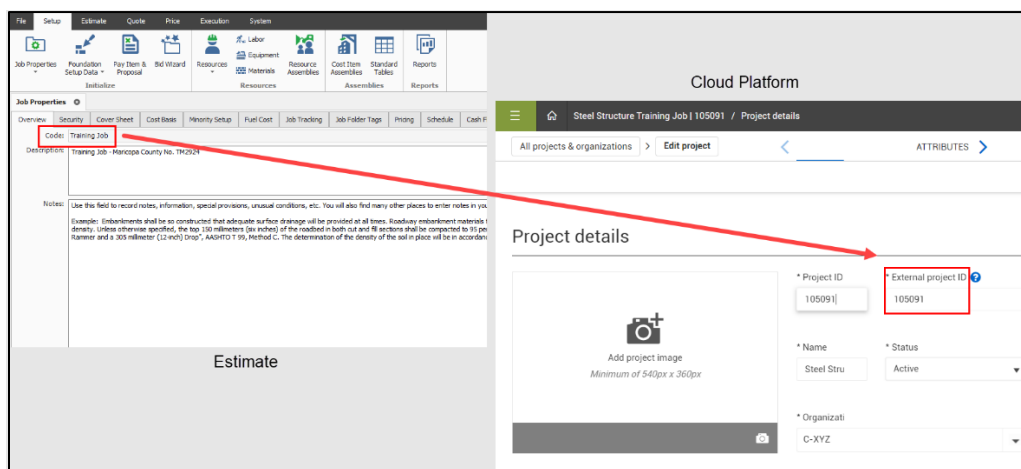 File Setup Estimate Quote Price Execution System
Job Properties
Foundation Setup Data
Pay Item & Proposal
Bid Wizard
Resources
Labor
Equipment
Materials
Resource Assemblies
Cost Item Assemblies
Standard Tables
Reports
Initialize Resources Assemblies Reports
Job Properties
Overview Security Cover Sheet Cost Basis Minority Setup Fuel Cost Job Tracking Job Folder Tags Pricing Schedule Cash F
Code: Training Job
Description: Training Job - Maricopa County No. TM2924
Notes: Use this field to record notes, information, special provisions, unusual conditions, etc. You will also find many other places to enter notes in you
Example: Embankments shall be so constructed that adequate surface drainage will be provided at all times. Roadway embankment materials
density. Unless otherwise specified, the top 150 millimeters (six inches) of the roadbed in both cut and fill sections shall be compacted to 95 per
Rammer and a 305 millimeter (12-inch) Drop", AASHTO T 99, Method C. The determination of the density of the soil in place will be in accordanc
Estimate
Cloud Platform
Steel Structure Training Job | 105091 / Project details
All projects & organizations > Edit project < ATTRIBUTES >
Project details
Add project image
Minimum of 540px x 360px
* Project ID * External project ID ?
105091 105091
* Name * Status
Steel Stru Active
* Organizati
C-XYZ